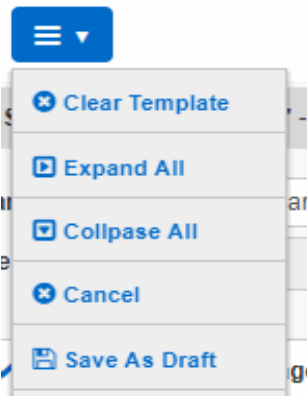 Clear Template
Expand All
Collpase All
Cancel
Save As Draft